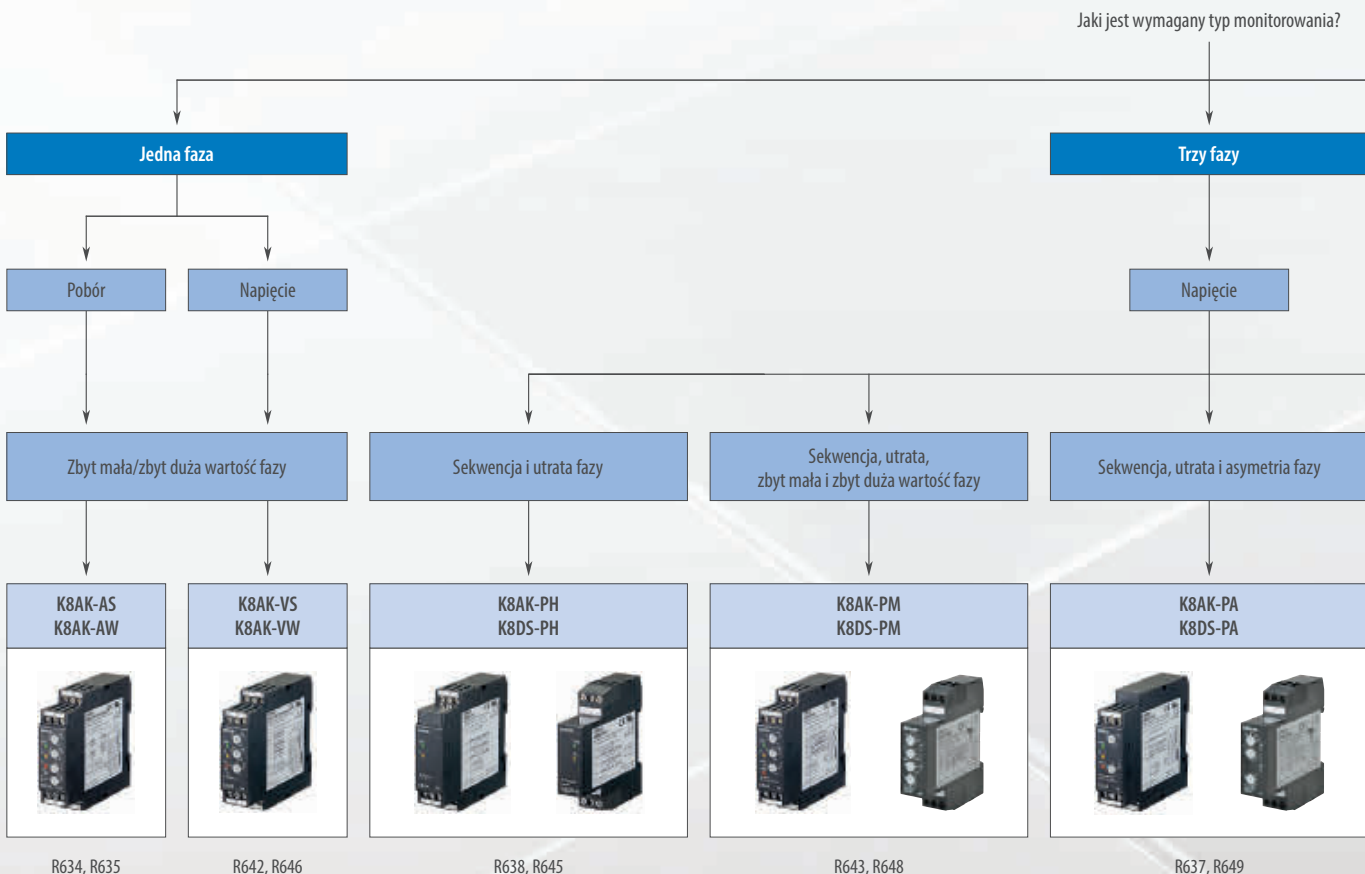 Jaki jest wymagany typ monitorowania?
Jedna faza
Trzy fazy
Pobór
Napięcie
Napięcie
Zbyt mała/zbyt duża wartość fazy
Sekwencja i utrata fazy
Sekwencja, utrata,
zbyt mała i zbyt duża wartość fazy
Sekwencja, utrata i asymetria fazy
K8AK-AS
K8AK-AW
K8AK-VS
K8AK-VW
K8AK-PH
K8DS-PH
K8AK-PM
K8DS-PM
K8AK-PA
K8DS-PA
R634, R635
R642, R646
R638, R645
R643, R648
R637, R649